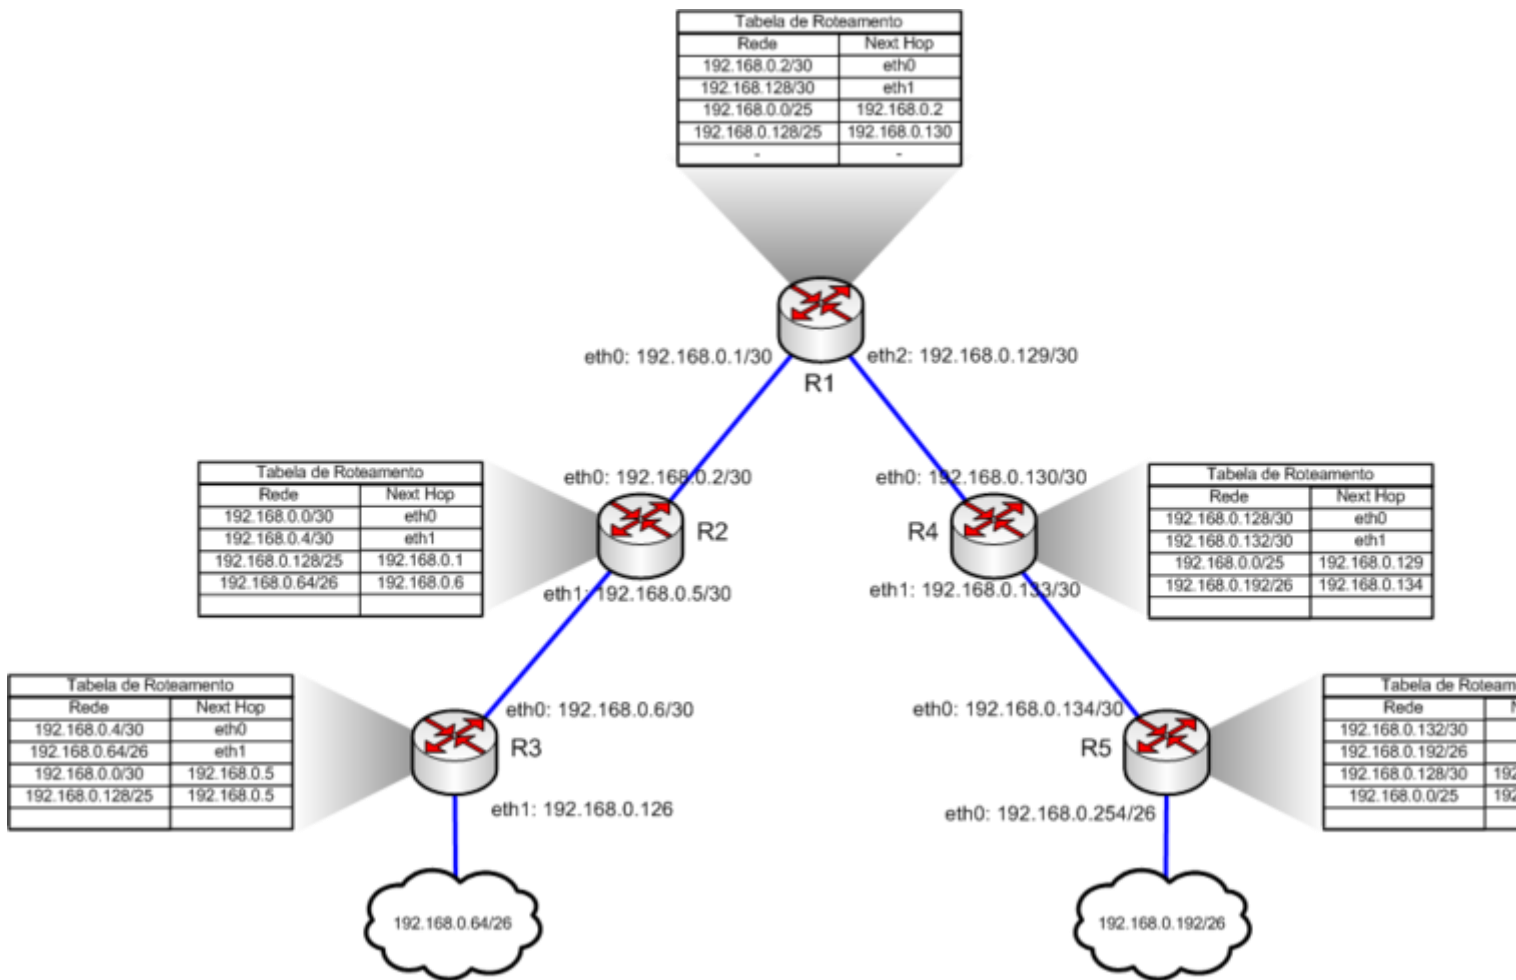 Tabela de Roteamento
Rede Next Hop
192.168.0.2/30 eth0
192.168.128/30 eth1
192.168.0.0/25 192.168.0.2
192.168.0.128/25 192.168.0.130
- -
eth0: 192.168.0.1/30
eth2: 192.168.0.129/30
R1
Tabela de Roteamento
Rede Next Hop
192.168.0.0/30 eth0
192.168.0.4/30 eth1
192.168.0.128/25 192.168.0.1
192.168.0.64/26 192.168.0.6
eth0: 192.168.0.2/30
R2
eth1: 192.168.0.5/30
eth0: 192.168.0.130/30
R4
eth1: 192.168.0.133/30
Tabela de Roteamento
Rede Next Hop
192.168.0.128/30 eth0
192.168.0.132/30 eth1
192.168.0.0/25 192.168.0.129
192.168.0.192/26 192.168.0.134
Tabela de Roteamento
Rede Next Hop
192.168.0.4/30 eth0
192.168.0.64/26 eth1
192.168.0.0/30 192.168.0.5
192.168.0.128/25 192.168.0.5
eth0: 192.168.0.6/30
R3
eth1: 192.168.0.126
192.168.0.64/26
eth0: 192.168.0.134/30
R5
eth0: 192.168.0.254/26
192.168.0.192/26
Tabela de
Rede
192.168.0.132/30
192.168.0.192/26
192.168.0.128/30
192.168.0.0/25